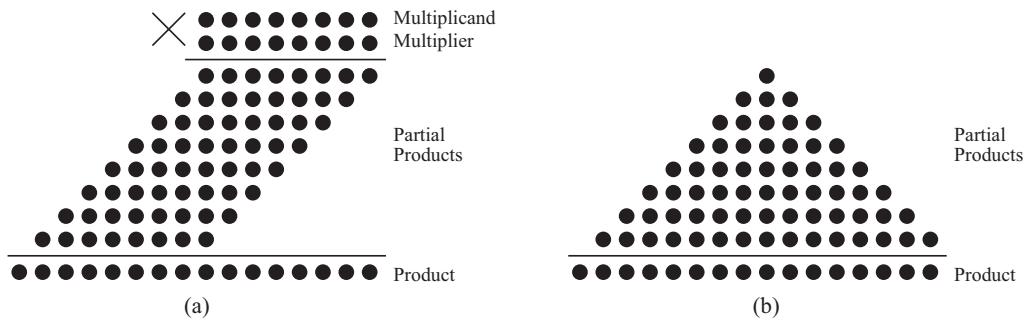 Multiplicand
Multiplier
Partial
Products
Product
(a)
Partial
Products
Product
(b)